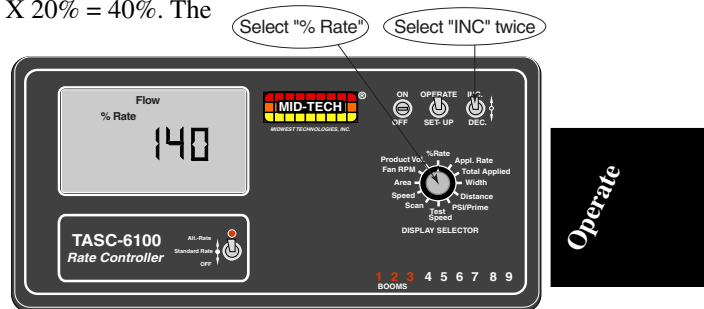 X 20% = 40%. The
Select "% Rate"
Select "INC" twice
Flow
% Rate
140
MID-TECH®
MIDWEST TECHNOLOGIES, INC.
ON OPERATE INC.
OFF SET- UP DEC.
%Rate
Product Vol. Appl. Rate
Fan RPM Total Applied
Area Width
Speed Distance
Scan PSI/Prime
Test
Speed
DISPLAY SELECTOR
TASC-6100
Rate Controller
Alt.-Rate
Standard Rate
OFF
1 2 3 4 5 6 7 8 9
BOOMS
Operate